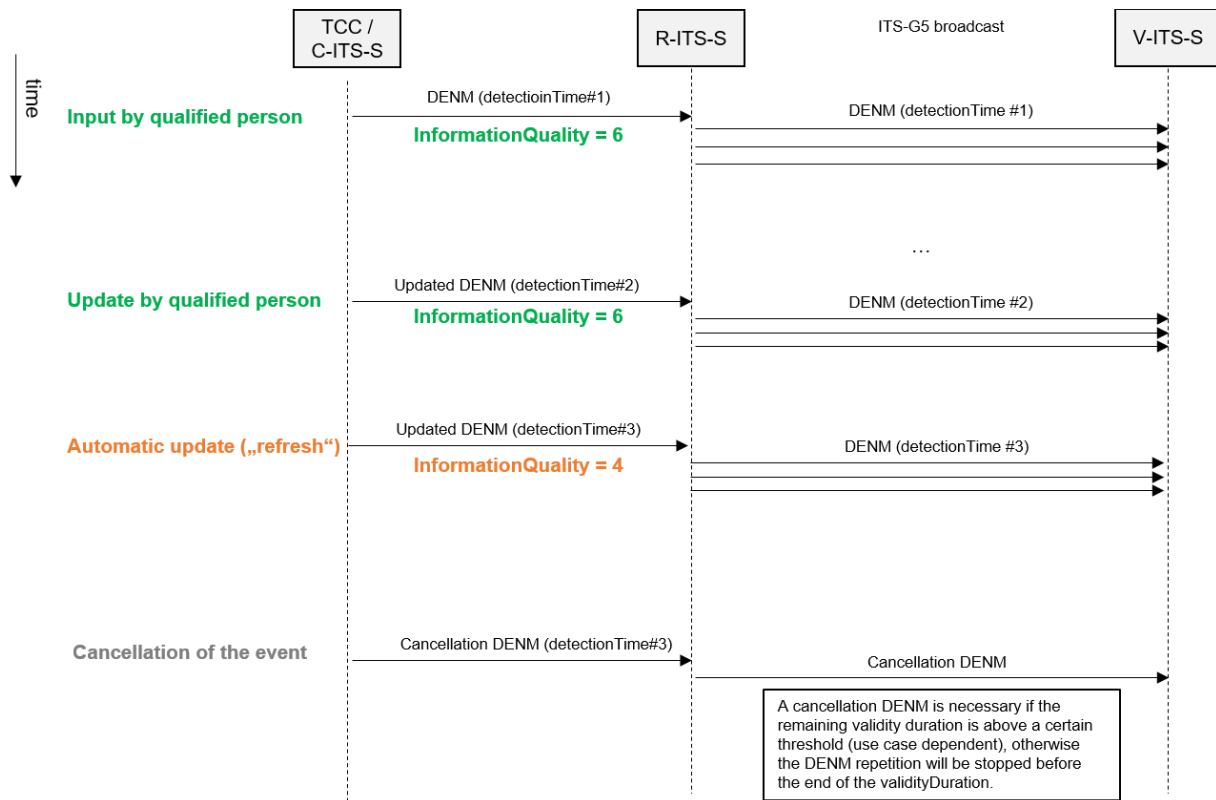 TCC /
C-ITS-S
R-ITS-S
ITS-G5 broadcast
V-ITS-S
time
Input by qualified person
DENM (detectioinTime#1)
InformationQuality = 6
DENM (detectionTime #1)
...
Update by qualified person
Updated DENM (detectionTime#2)
InformationQuality = 6
DENM (detectionTime #2)
Automatic update („refresh“)
Updated DENM (detectionTime#3)
InformationQuality = 4
DENM (detectionTime #3)
Cancellation of the event
Cancellation DENM (detectionTime#3)
Cancellation DENM
A cancellation DENM is necessary if the
remaining validity duration is above a certain
threshold (use case dependent), otherwise
the DENM repetition will be stopped before
the end of the validityDuration.